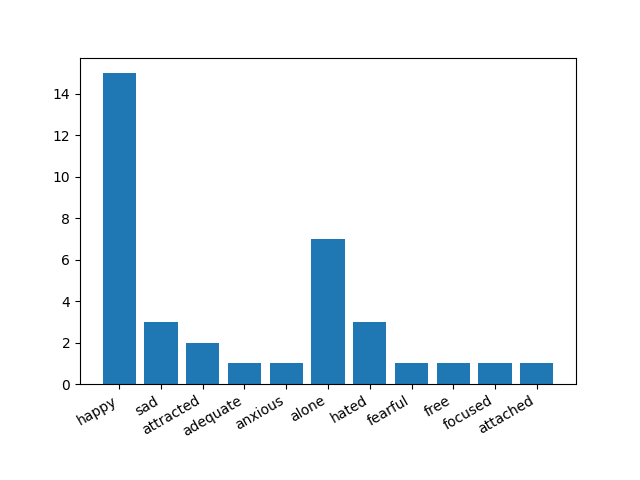 14
12
10
8
6
4
2
0
happy
sad
attracted
adequate
anxious
alone
hated
fearful
free
focused
attached